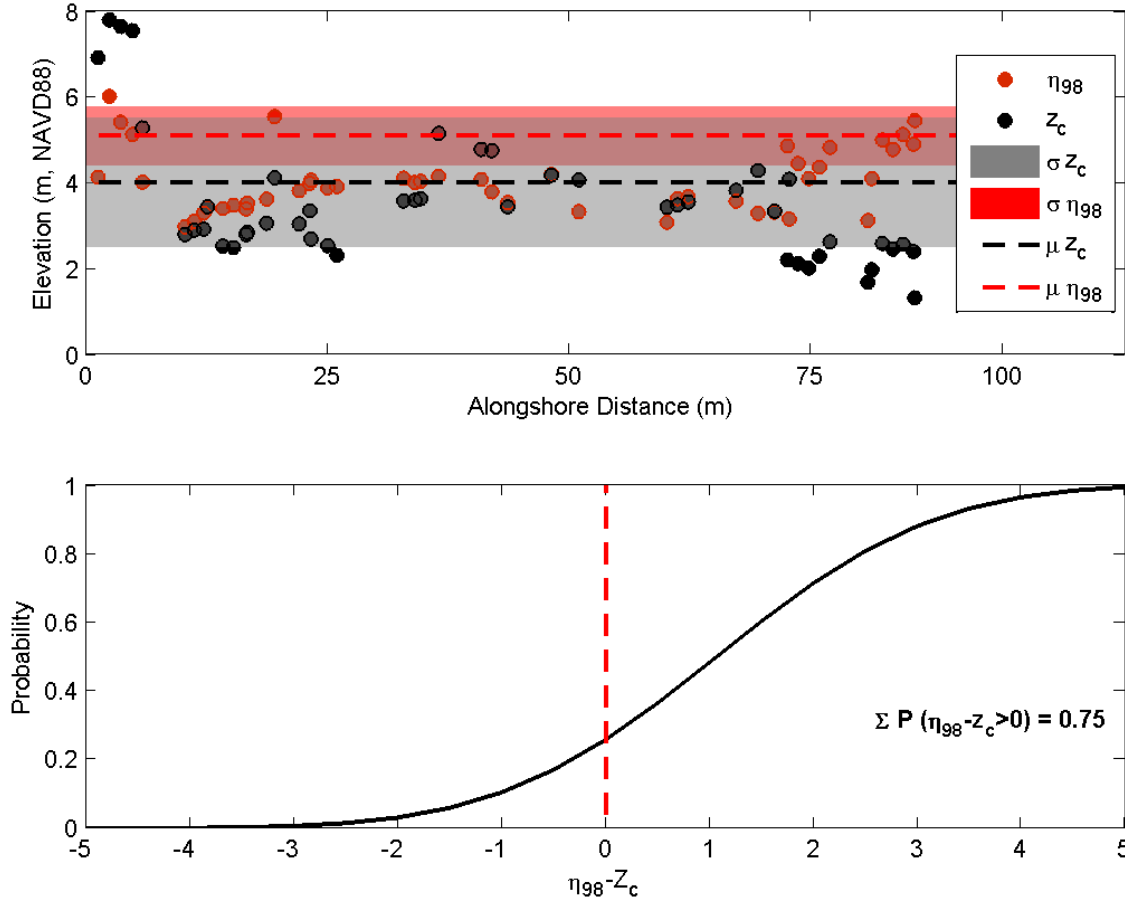 8
6
4
2
0
Elevation (m, NAVD88)
0 25 50 75 100
Alongshore Distance (m)
η98
Zc
σ Zc
σ η98
μ Zc
μ η98
1
0.8
0.6
0.4
0.2
0
Probability
Σ P (η98-zc>0) = 0.75
-5 -4 -3 -2 -1 0 1 2 3 4 5
η98-Zc